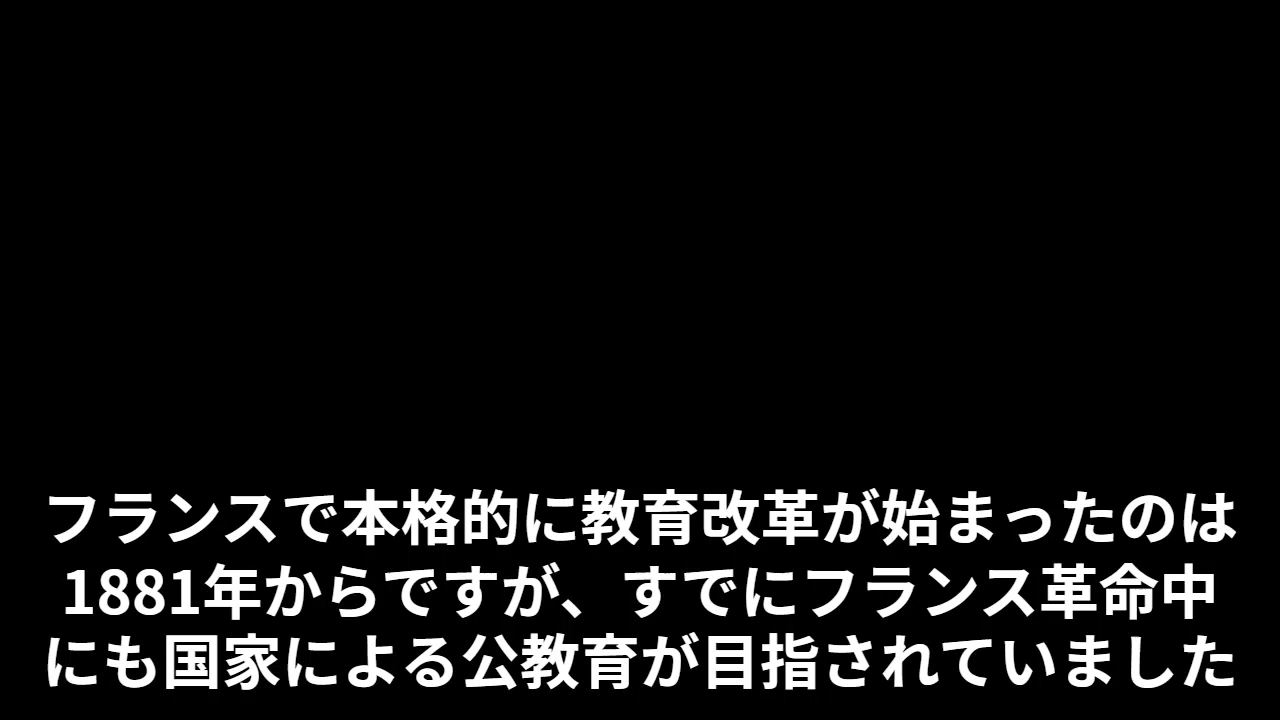 フランスで本格的に教育改革が始まったのは
1881年からですが、すでにフランス革命中
にも国家による公教育が目指されていました